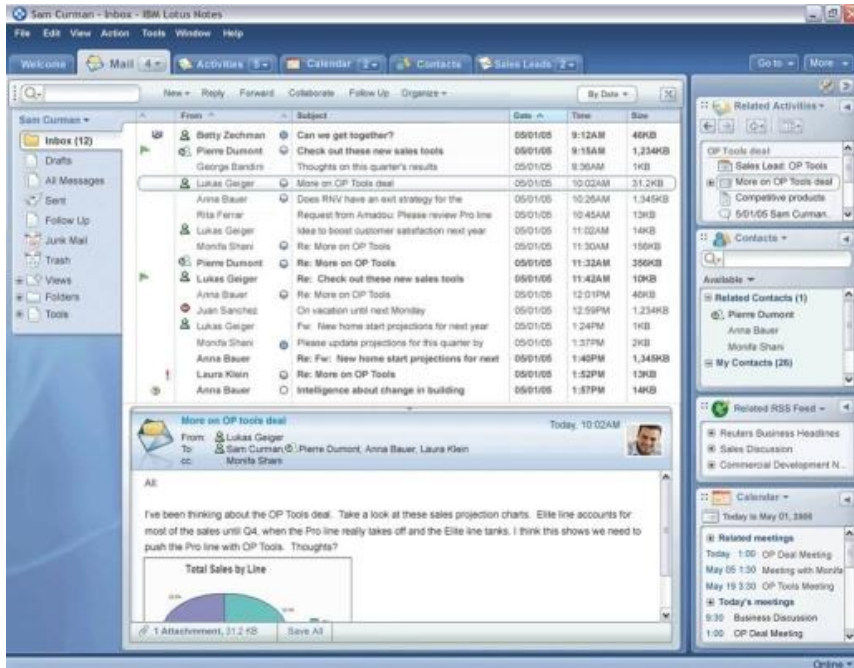 Sam Curman - Inbox - IBM Lotus Notes
File Edit View Action Tools Window Help
Welcome Mail 4 Activities 5 Calendar 2 Contacts Sales Leads 2 Go to More
New Reply Forward Collaborate Follow Up Organize By Date
Sam Curman
Inbox (12)
Drafts
All Messages
Sent
Follow Up
Junk Mail
Trash
Views
Folders
Tools
From Subject Date Time Size
Betty Zechman Can we get together? 05/01/05 9:12AM 46KB
Pierre Dumont Check out these new sales tools 05/01/05 9:15AM 1,234KB
George Bandini Thoughts on this quarter's results 05/01/05 9:36AM 1KB
Lukas Geiger More on OP Tools deal 05/01/05 10:02AM 31.2KB
Anna Bauer Does RNV have an exit strategy for the 05/01/05 10:26AM 1,345KB
Rita Ferrar Request from Amadou: Please review Pro line 05/01/05 10:45AM 13KB
Lukas Geiger Idea to boost customer satisfaction next year 05/01/05 11:02AM 14KB
Monifa Shani Re: More on OP Tools 05/01/05 11:30AM 156KB
Pierre Dumont Re: More on OP Tools 05/01/05 11:32AM 356KB
Lukas Geiger Re: Check out these new sales tools 05/01/05 11:42AM 10KB
Anna Bauer Re: More on OP Tools 05/01/05 12:01PM 46KB
Juan Sanchez On vacation until next Monday 05/01/05 12:59PM 1,234KB
Lukas Geiger Fw: New home start projections for next year 05/01/05 1:24PM 1KB
Monifa Shani Please update projections for this quarter by 05/01/05 1:37PM 2KB
Anna Bauer Re: Fw: New home start projections for next 05/01/05 1:40PM 1,345KB
Laura Klein Re: More on OP Tools 05/01/05 1:52PM 13KB
Anna Bauer Intelligence about change in building 05/01/05 1:57PM 14KB
More on OP tools deal Today, 10:02AM
From: Lukas Geiger
To: Sam Curman, Pierre Dumont, Anna Bauer, Laura Klein
cc: Monifa Shani
All:
I've been thinking about the OP Tools deal. Take a look at these sales projection charts. Elite line accounts for
most of the sales until Q4, when the Pro line really takes off and the Elite line tanks. I think this shows we need to
push the Pro line with OP Tools. Thoughts?
Total Sales by Line
1 Attachment, 31.2 KB Save All
Related Activities
OP Tools deal
Sales Lead: OP Tools
More on OP Tools deal
Competitive products
5/01/05 Sam Curman.
Contacts
Available
Related Contacts (1)
Pierre Dumont
Anna Bauer
Monifa Shani
My Contacts (26)
Related RSS Feed
Reuters Business Headlines
Sales Discussion
Commercial Development N...
Calendar
Today is May 01,
Related meetings
Today 1:00 OP Deal Meeting
May 05 1:30 Meeting with Monifa
May 19 3:30 OP Tools Meeting
Today's meetings
9:30 Business Discussion
1:00 OP Deal Meeting
Online